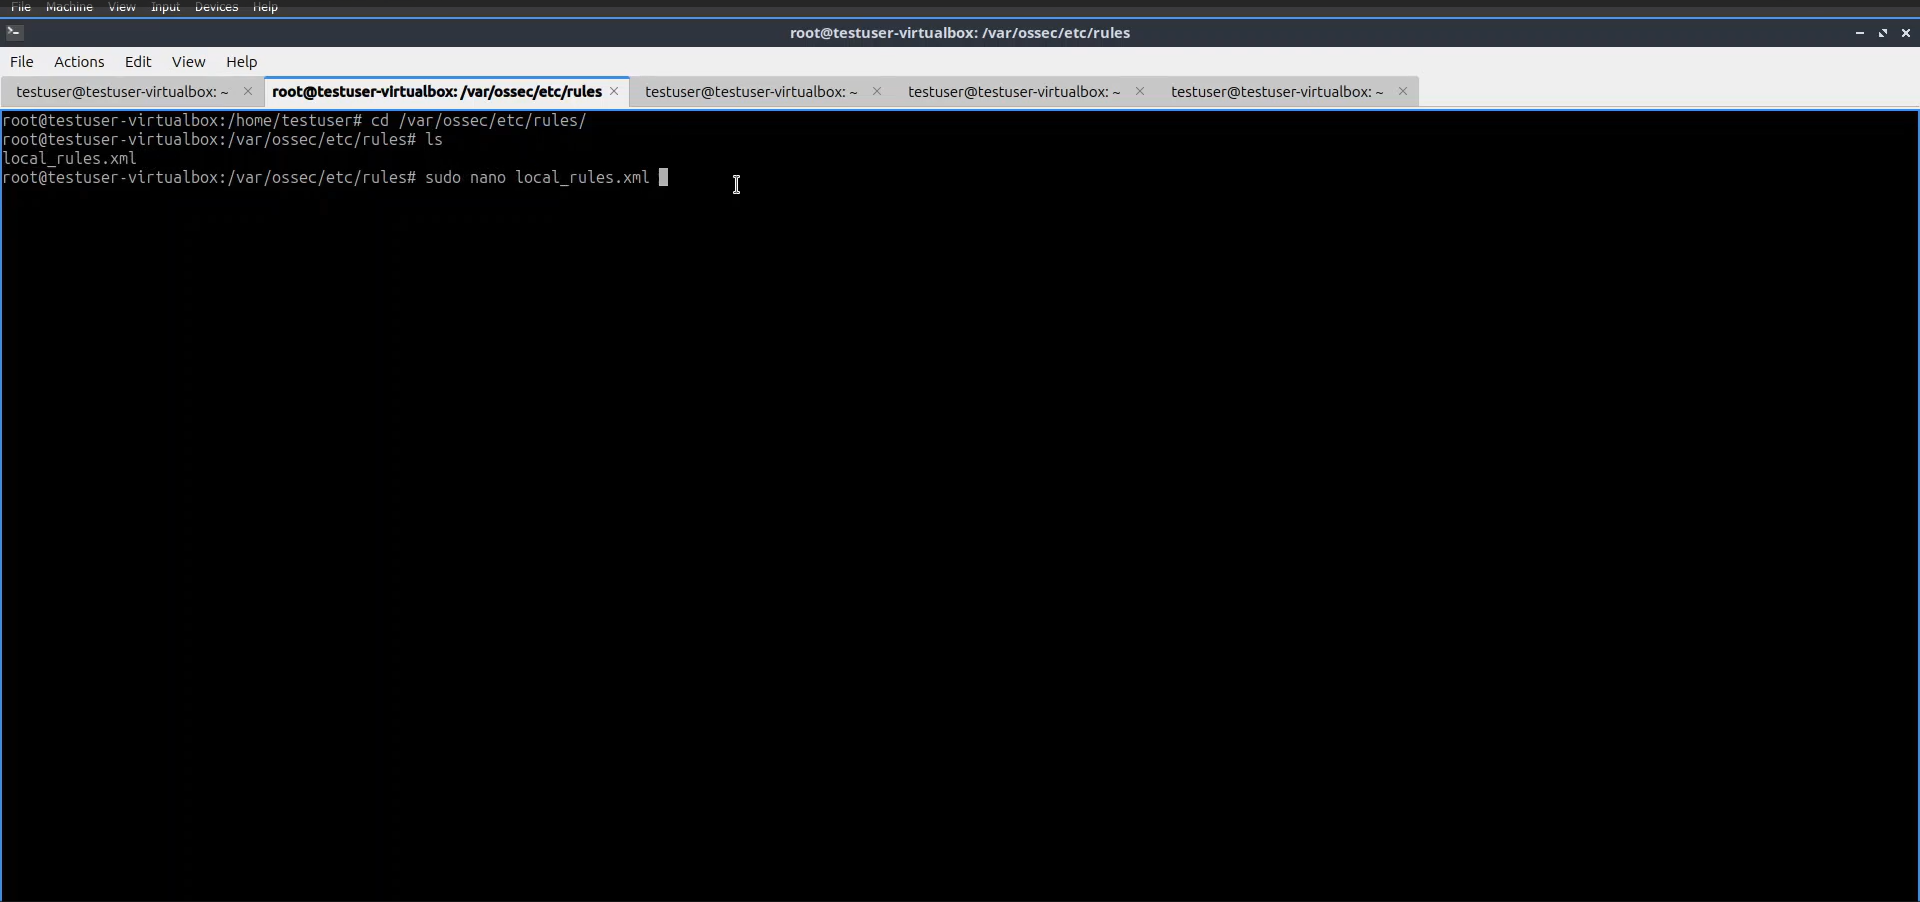 File Machine View Input Devices Help
root@testuser-virtualbox: /var/ossec/etc/rules
File Actions Edit View Help
testuser@testuser-virtualbox: ~ root@testuser-virtualbox: /var/ossec/etc/rules testuser@testuser-virtualbox: ~ testuser@testuser-virtualbox: ~ testuser@testuser-virtualbox: ~
root@testuser-virtualbox:/home/testuser# cd /var/ossec/etc/rules/
root@testuser-virtualbox:/var/ossec/etc/rules# ls
local_rules.xml
root@testuser-virtualbox:/var/ossec/etc/rules# sudo nano local_rules.xml